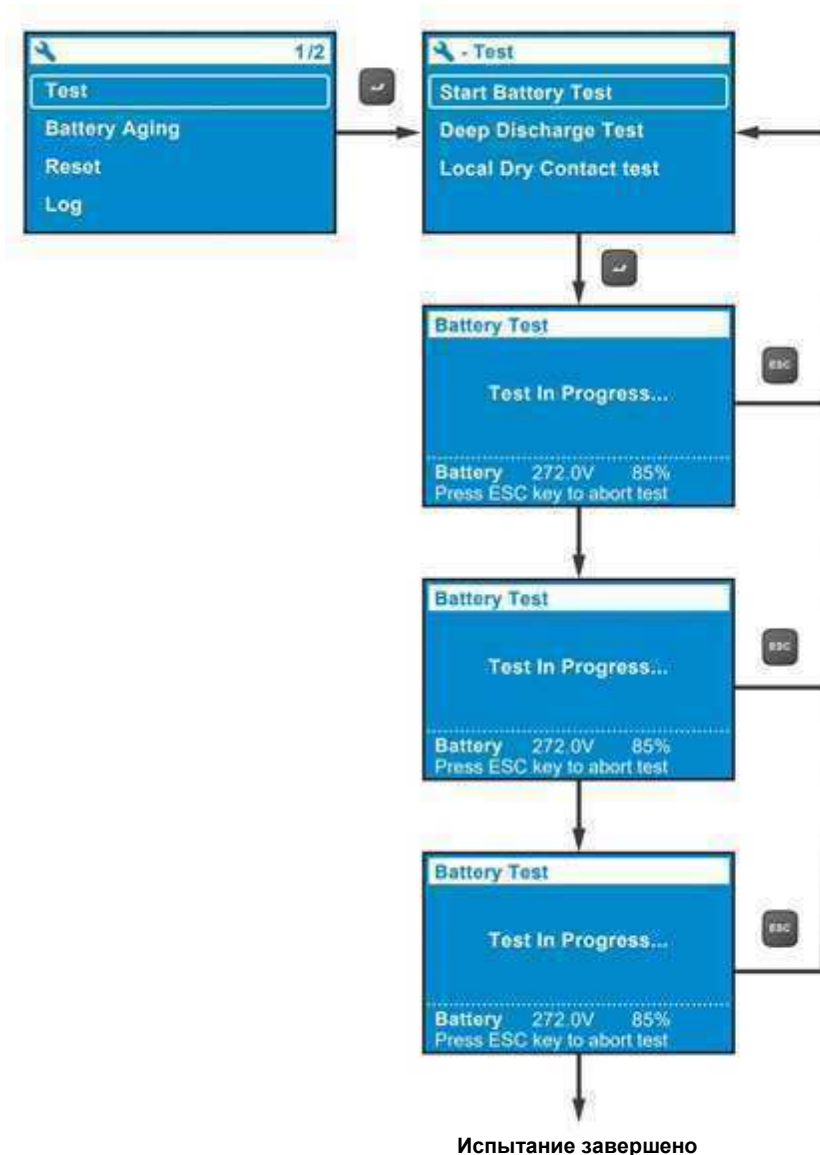 1/2
Test
Battery Aging
Reset
Log
- Test
Start Battery Test
Deep Discharge Test
Local Dry Contact test
Battery Test
Test In Progress...
ESC
Battery 272.0V 85%
Press ESC key to abort test
Battery Test
Test In Progress...
ESC
Battery 272.0V 85%
Press ESC key to abort test
Battery Test
Test In Progress...
ESC
Battery 272.0V 85%
Press ESC key to abort test
Испытание завершено